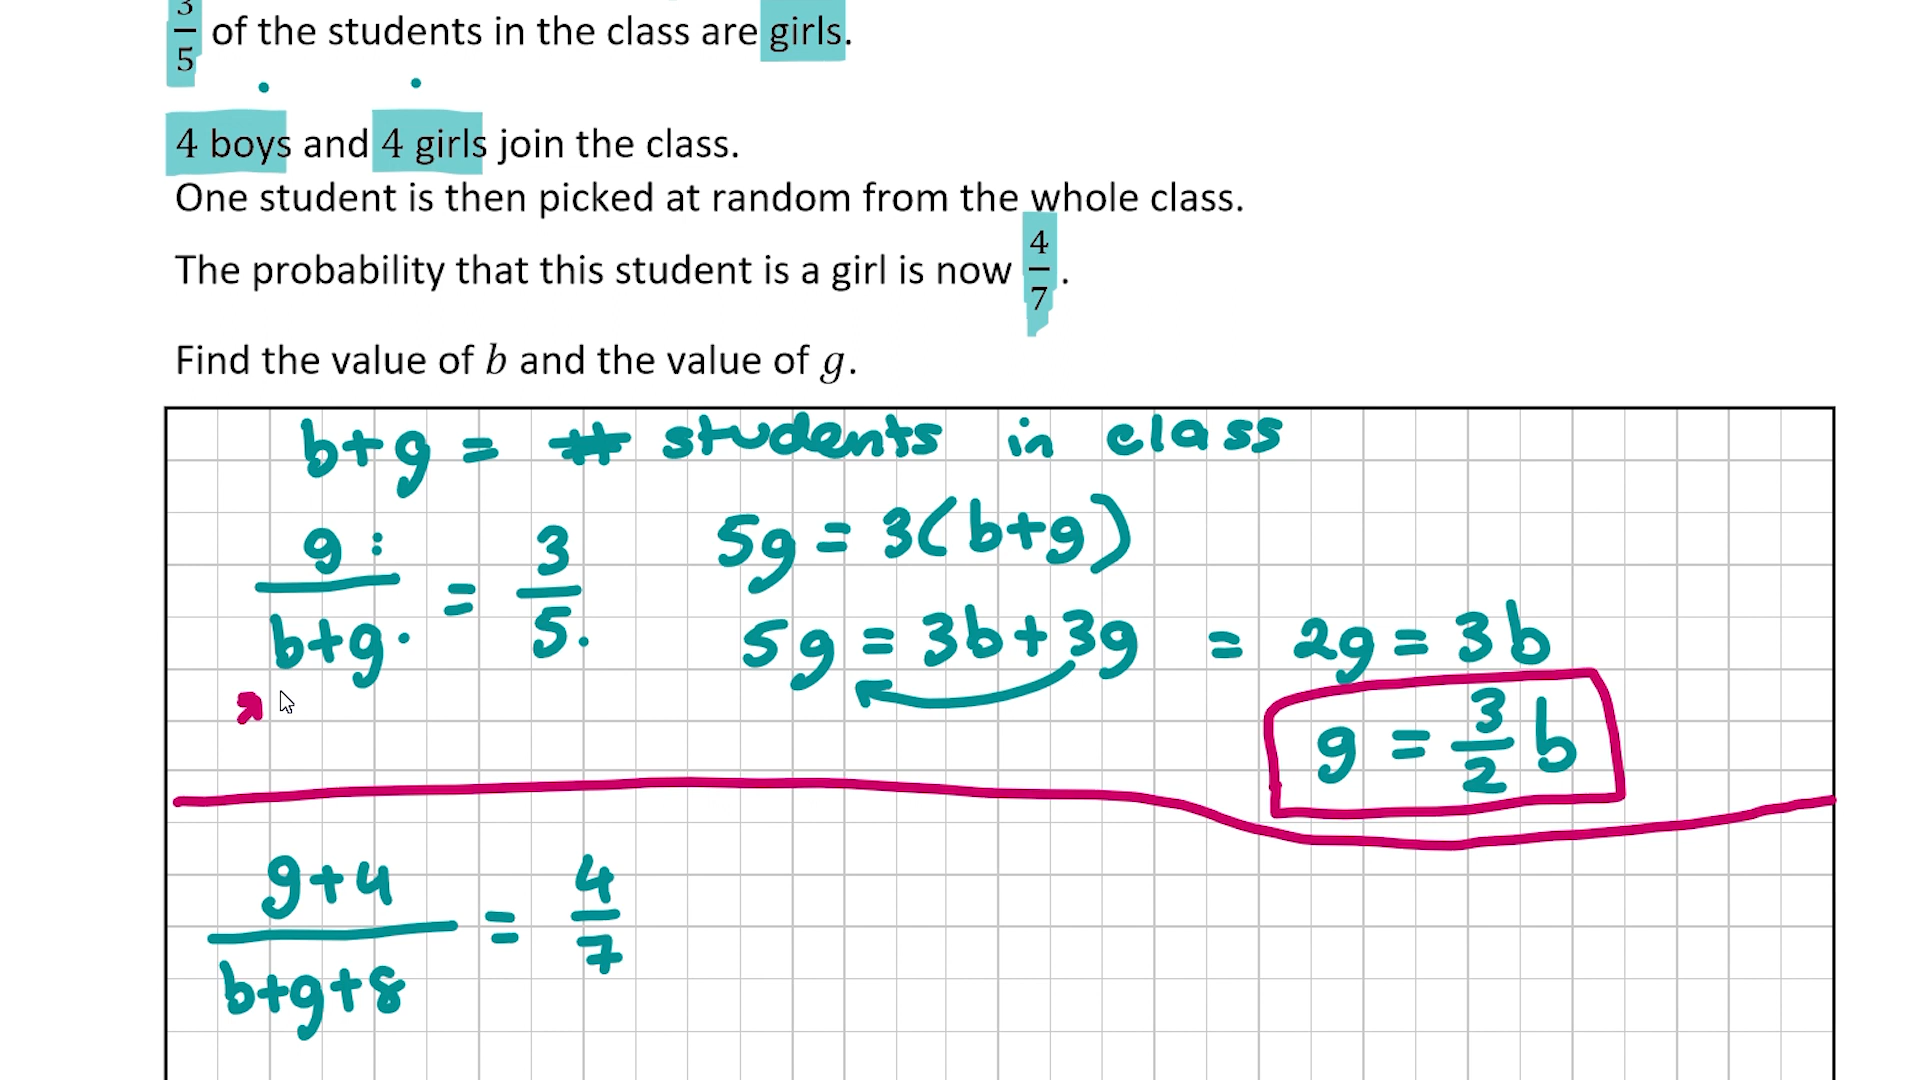 3/5 of the students in the class are girls.
4 boys and 4 girls join the class.
One student is then picked at random from the whole class.
The probability that this student is a girl is now 4/7.
Find the value of b and the value of g.
b+g = # students in class
g/(b+g) = 3/5
5g = 3(b+g)
5g = 3b+3g = 2g = 3b
g = 3/2 b
(g+4)/(b+g+8) = 4/7